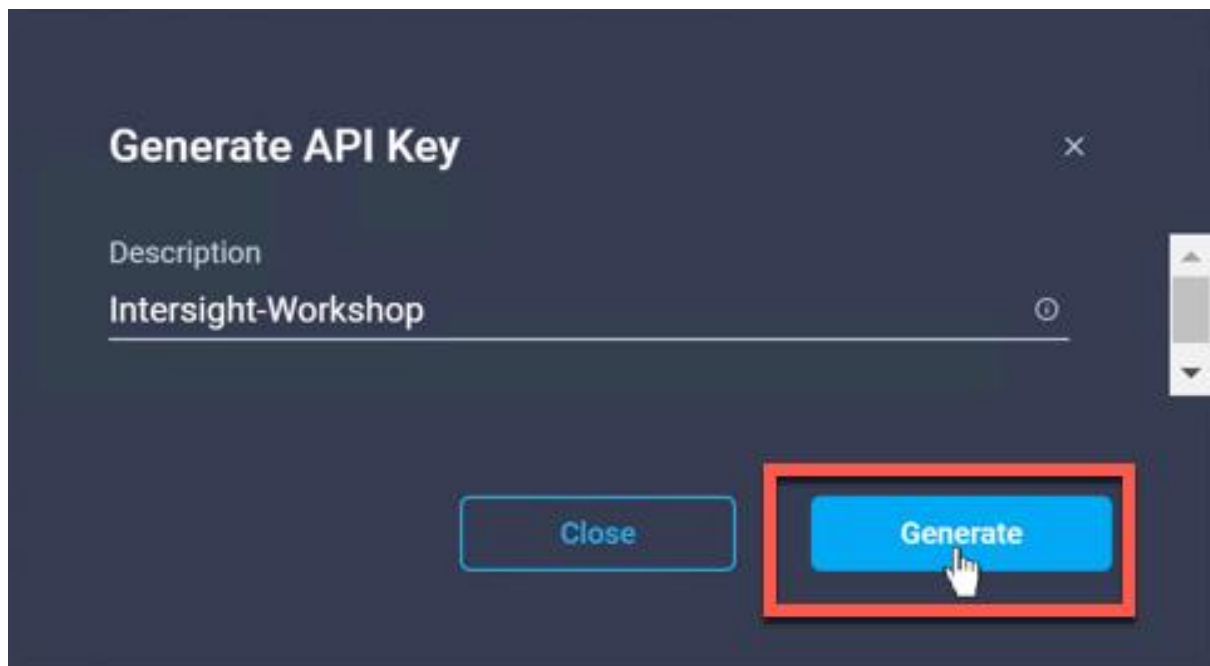 Generate API Key
Description
Intersight-Workshop
Close
Generate